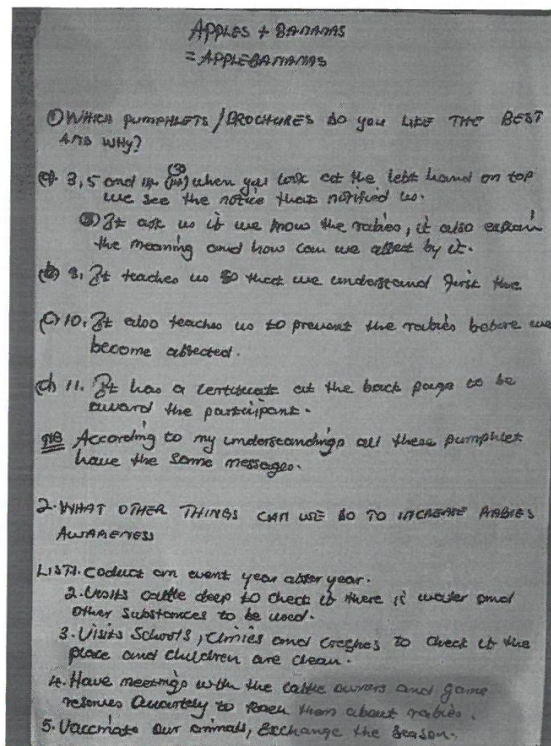 APPLES + BANANAS
= APPLEBANANAS
① WHICH PUMPHLETS / BROCHURES DO YOU LIKE THE BEST
AND WHY?
(a) 3, 5 and when you look at the left hand on top
we see the notice that notified us.
It ask us if we know the rabies, it also explain
the meaning and how can we affect by it.
(b) 8. It teaches us so that we understand first the
(c) 10. It also teaches us to prevent the rabies before we
become affected.
(d) 11. It has a certificate at the back page to be
award the participant.
NB According to my understandings all these pumphlet
have the same messages.
2. WHAT OTHER THINGS CAN WE DO TO INCREASE RABIES
AWARENESS
LIST1. Coduct an event year after year.
2. Visits cattle deep to check if there is water and
other substances to be used.
3. Visits Schools, Clinics and creches to check if the
place and children are clean.
4. Have meetings with the cattle owners and game
reserves Quartely to teach them about rabies.
5. Vaccinate our animals, Exchange the Season.